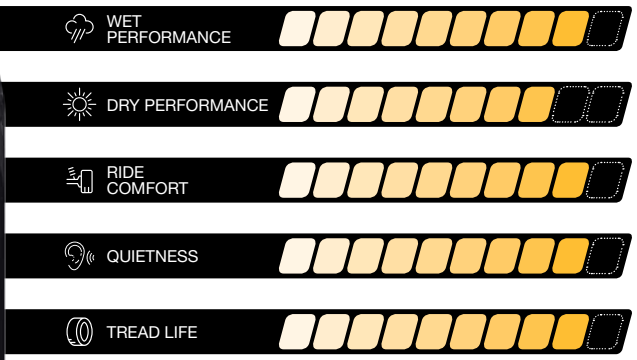 WET
PERFORMANCE
DRY PERFORMANCE
RIDE
COMFORT
QUIETNESS
TREAD LIFE